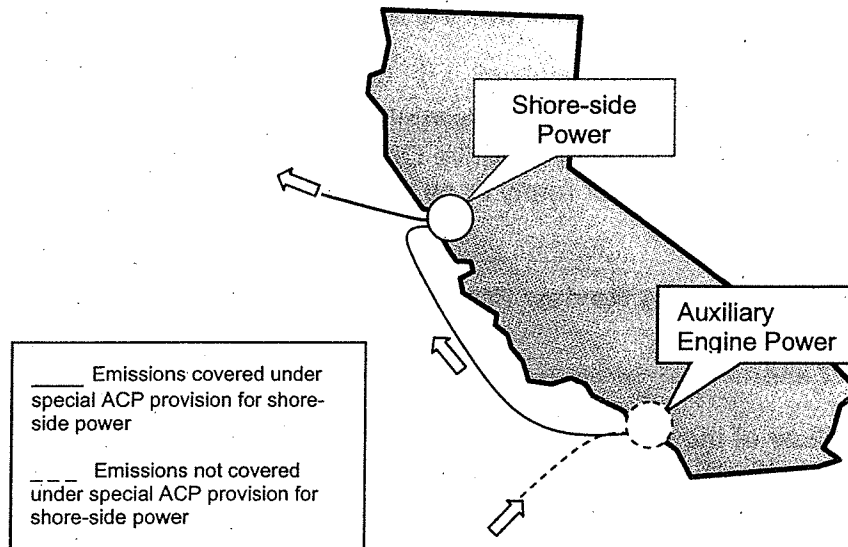 Shore-side
Power
Auxiliary
Engine Power
____ Emissions covered under
special ACP provision for shore-
side power
_ _ _ Emissions not covered
under special ACP provision for
shore-side power